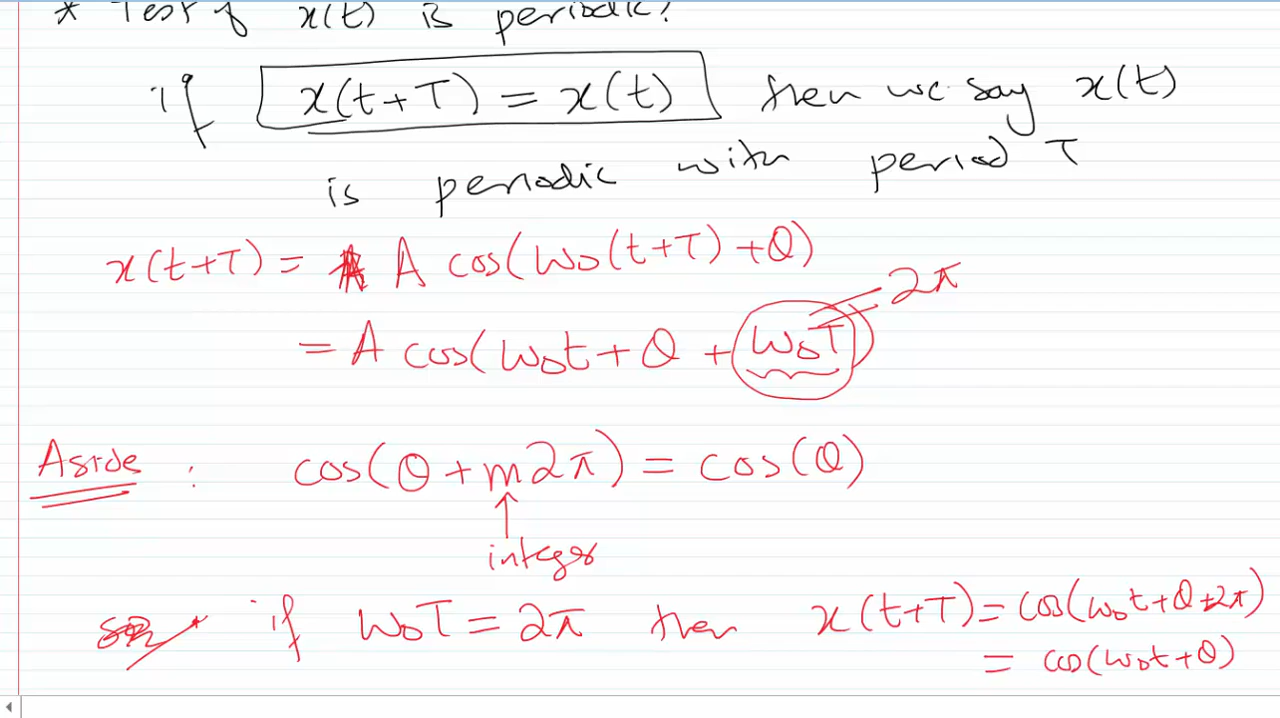 * Test if x(t) is periodic?
if x(t+T) = x(t) then we say x(t)
is periodic with period T
x(t+T) = A cos(ω₀(t+T)+θ)
= A cos(ω₀t + θ + ω₀T) = 2π
Aside : cos(θ + m2π) = cos(θ)
↑
integer
if ω₀T = 2π then x(t+T) = cos(ω₀t+θ+2π)
= cos(ω₀t+θ)